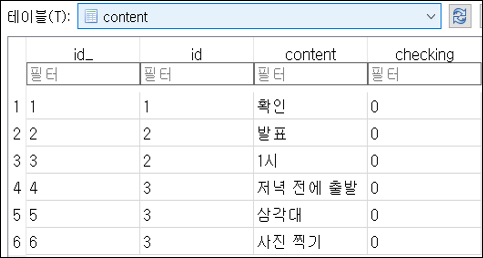 테이블(T): content
id_ id content checking
필터 필터 필터 필터
1 1 1 확인 0
2 2 2 발표 0
3 3 2 1시 0
4 4 3 저녁 전에 출발 0
5 5 3 삼각대 0
6 6 3 사진 찍기 0